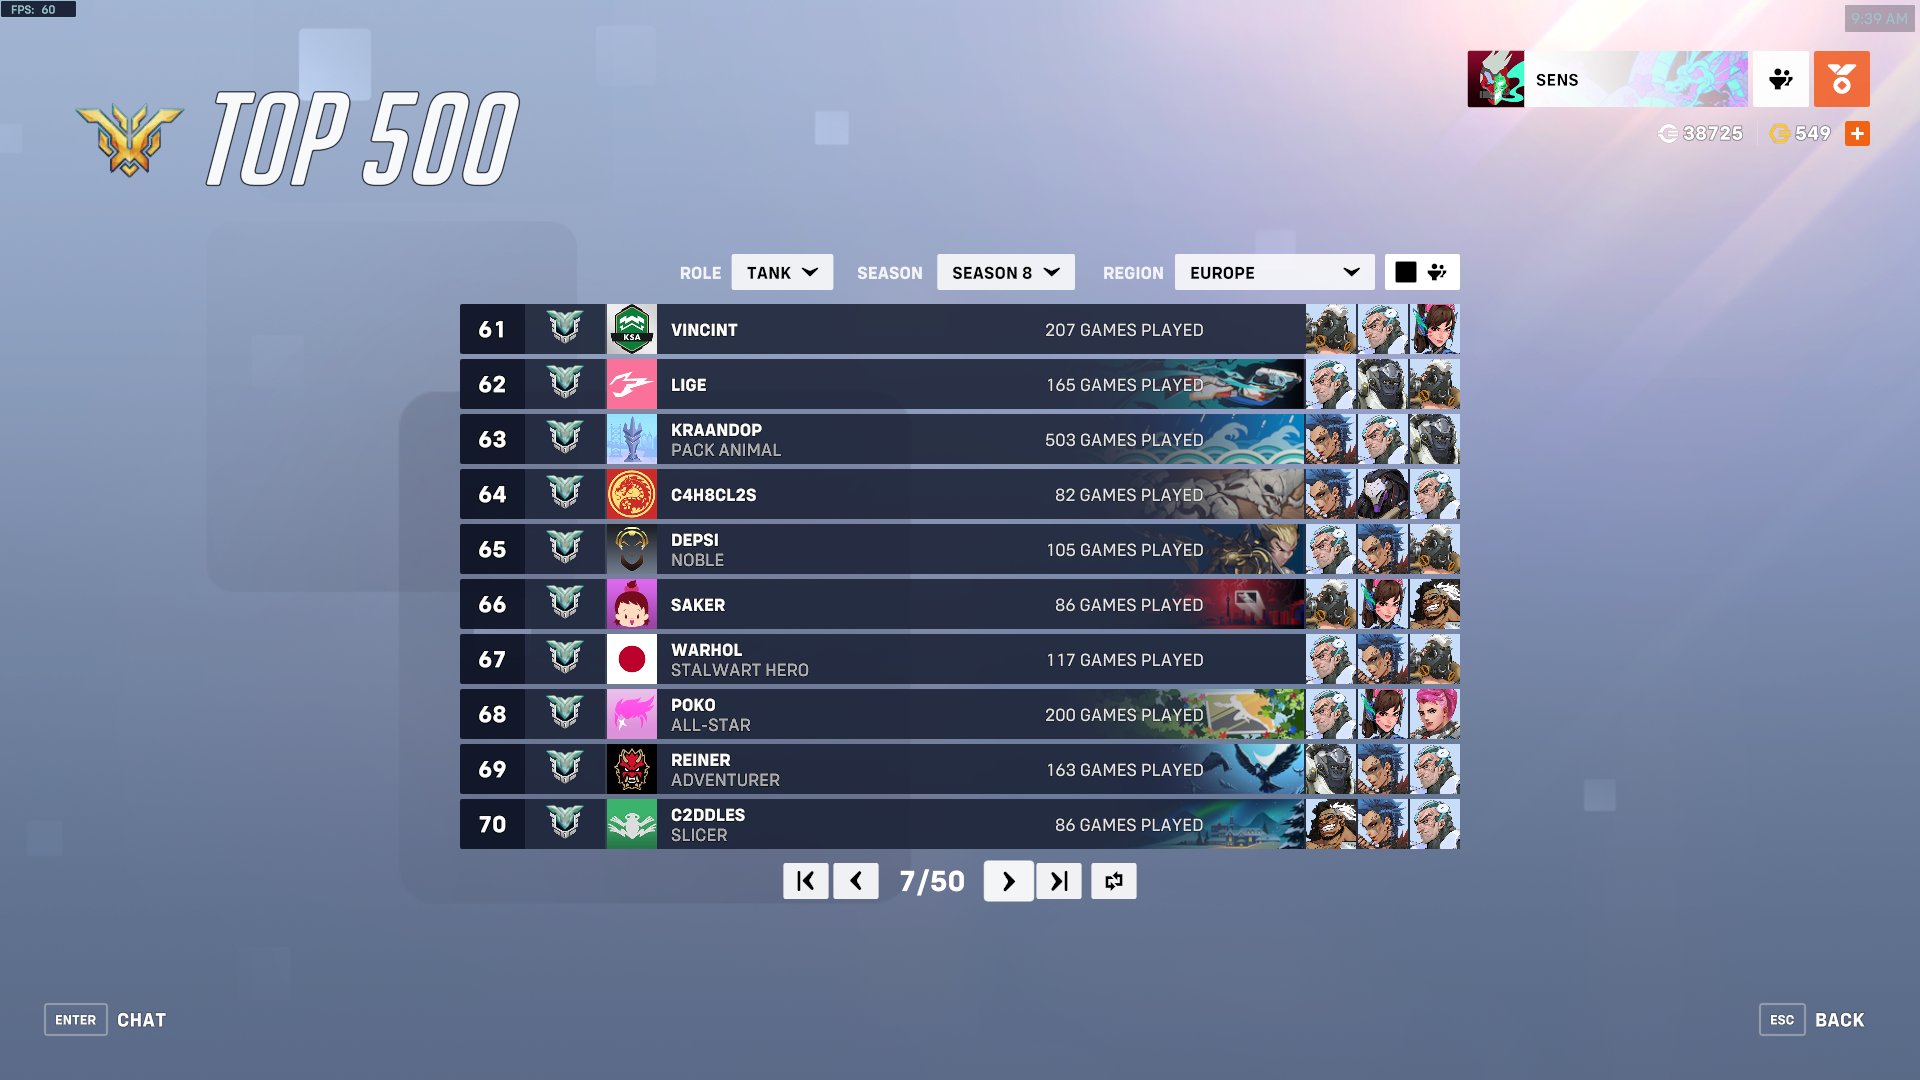 FPS: 60
9:39 AM
TOP 500
SENS
38725
549
ROLE TANK SEASON SEASON 8 REGION EUROPE
61 KSA VINCINT 207 GAMES PLAYED
62 LIGE 165 GAMES PLAYED
63 KRAANDOP 503 GAMES PLAYED
PACK ANIMAL
64 C4H8CL2S 82 GAMES PLAYED
65 DEPSI 105 GAMES PLAYED
NOBLE
66 SAKER 86 GAMES PLAYED
67 WARHOL 117 GAMES PLAYED
STALWART HERO
68 POKO 200 GAMES PLAYED
ALL-STAR
69 REINER 163 GAMES PLAYED
ADVENTURER
70 C2DDLES 86 GAMES PLAYED
SLICER
7/50
ENTER CHAT
ESC BACK